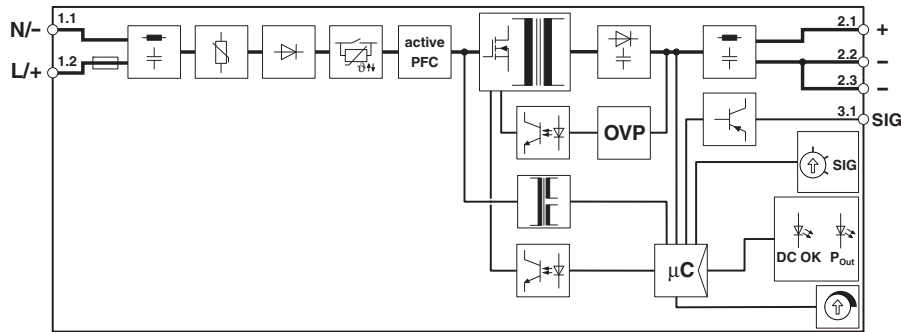 N/–
1.1
L/+
1.2
ϑ
active
PFC
2.1
+
2.2
–
2.3
–
3.1
SIG
OVP
SIG
µC
DC OK
POut